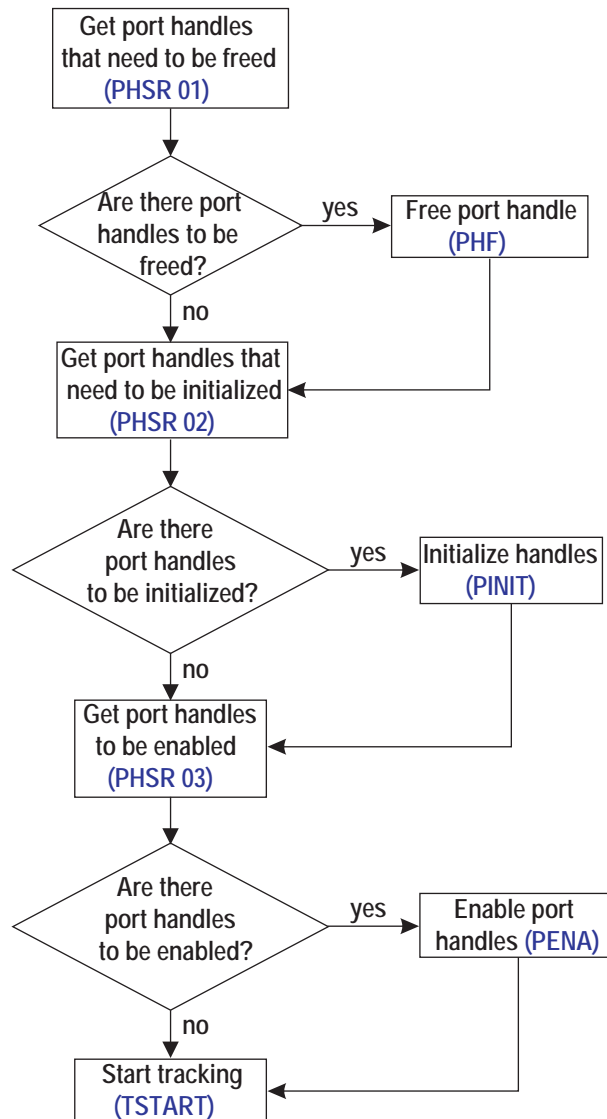 Get port handles
that need to be freed
(PHSR 01)
Are there port
handles to be
freed?
yes
Free port handle
(PHF)
no
Get port handles that
need to be initialized
(PHSR 02)
Are there
port handles
to be initialized?
yes
Initialize handles
(PINIT)
no
Get port handles
to be enabled
(PHSR 03)
Are there
port handles
to be enabled?
yes
Enable port
handles (PENA)
no
Start tracking
(TSTART)